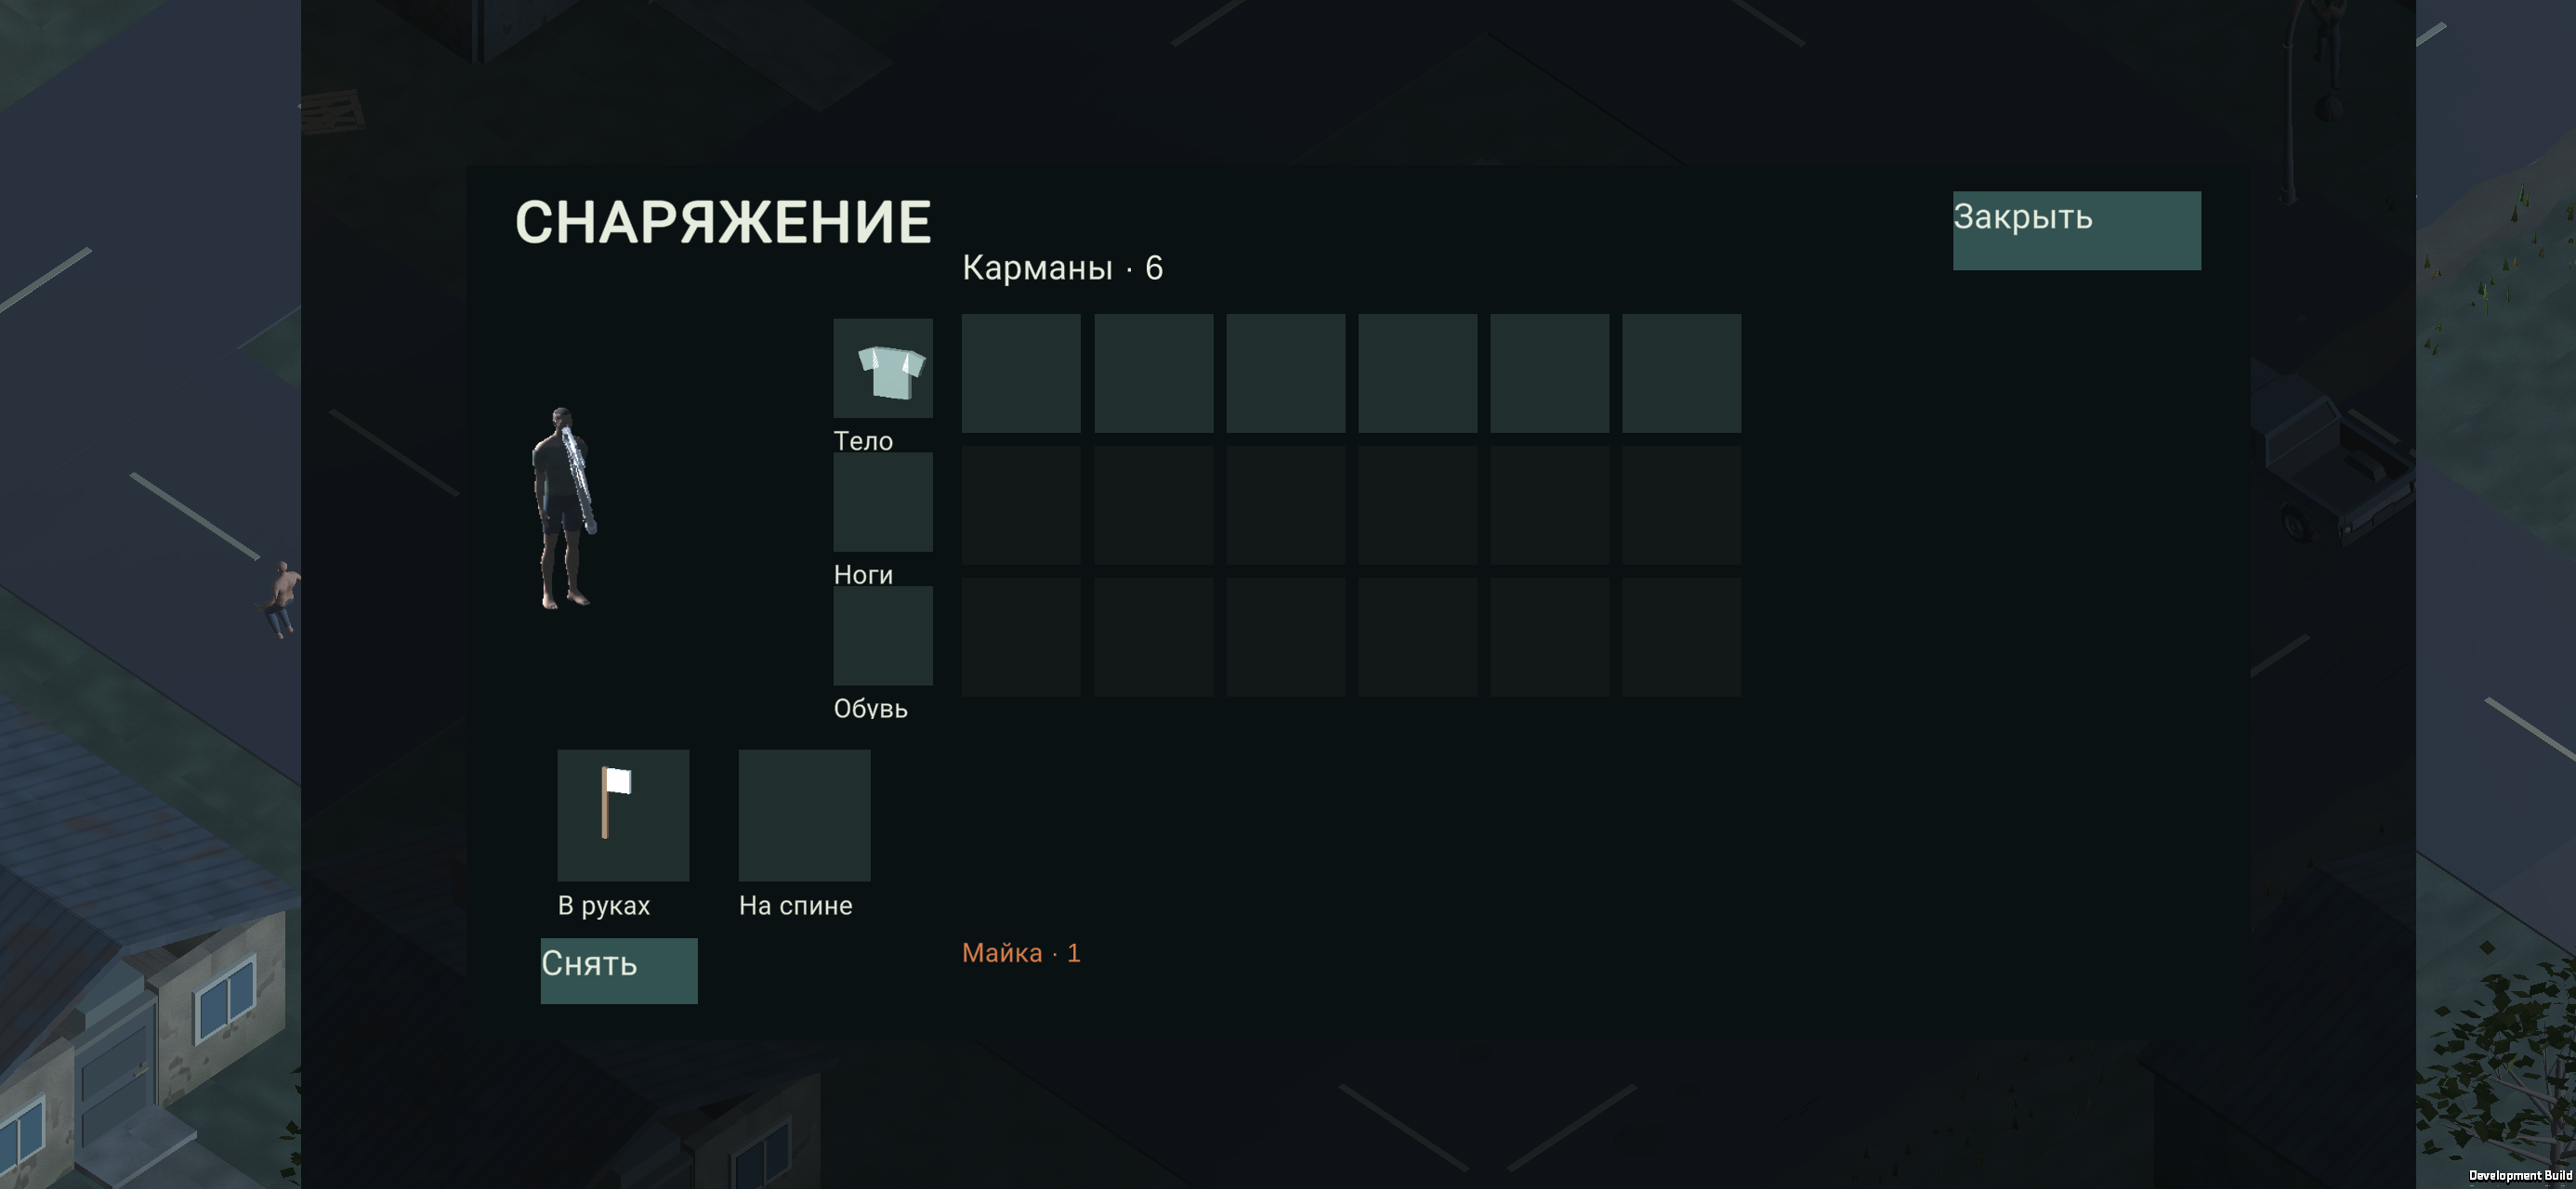 СНАРЯЖЕНИЕ
Закрыть
Карманы · 6
Тело
Ноги
Обувь
В руках
На спине
Снять
Майка · 1
Development Build